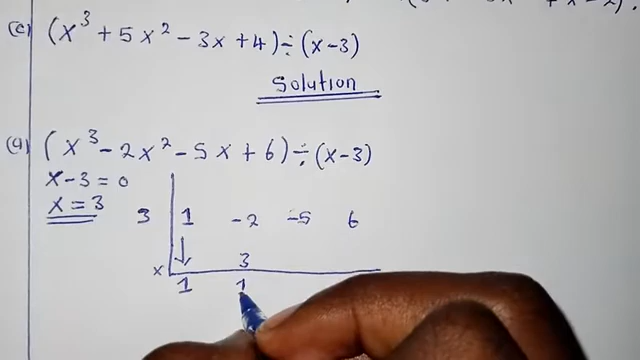 (c) (x³ + 5x² - 3x + 4) ÷ (x - 3)
Solution
(a) (x³ - 2x² - 5x + 6) ÷ (x - 3)
x - 3 = 0
x = 3
3 | 1 -2 -5 6
↓ 3
x
1 1